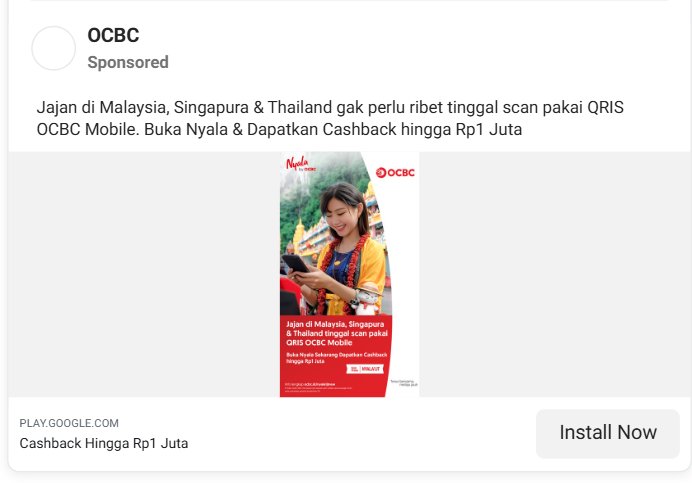 OCBC
Sponsored
Jajan di Malaysia, Singapura & Thailand gak perlu ribet tinggal scan pakai QRIS
OCBC Mobile. Buka Nyala & Dapatkan Cashback hingga Rp1 Juta
Nyala
by OCBC
OCBC
Jajan di Malaysia, Singapura
& Thailand tinggal scan pakai
QRIS OCBC Mobile
Buka Nyala Sekarang Dapatkan Cashback
hingga Rp1 Juta
PLAY.GOOGLE.COM
Cashback Hingga Rp1 Juta
Install Now